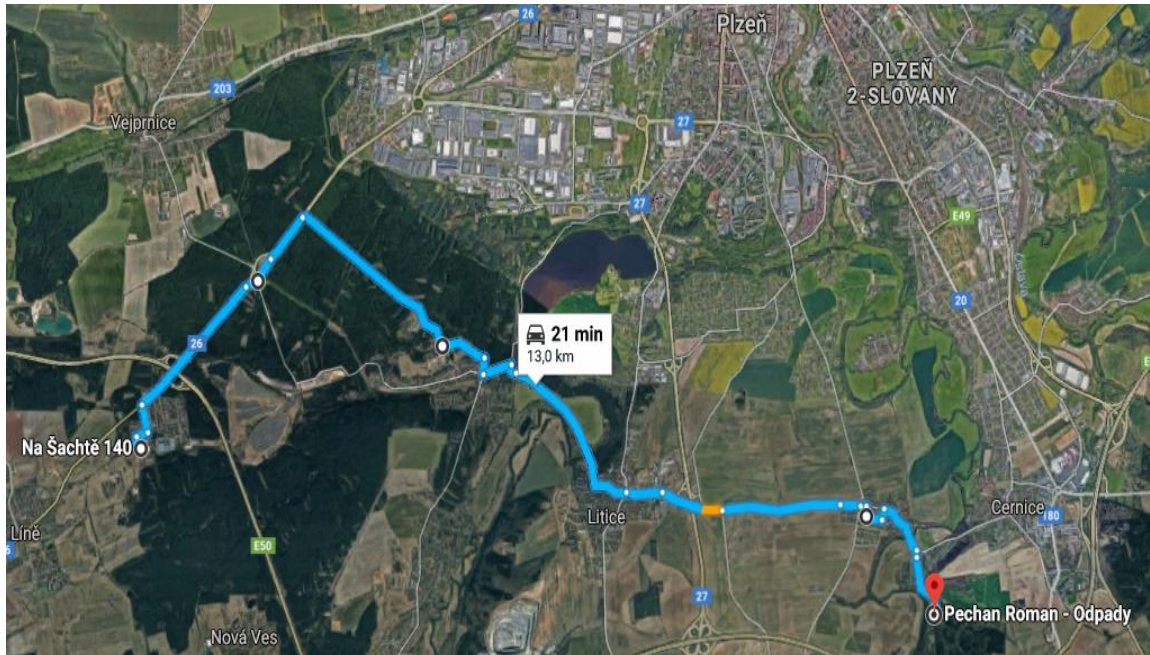 26
Plzeň
PLZEŇ
2-SLOVANY
203
Vejprnice
27
27
E49
20
26
21 min
13,0 km
Na Šachtě 140
Líně
E50
Litice
Černice
180
27
Pechan Roman - Odpady
Nová Ves